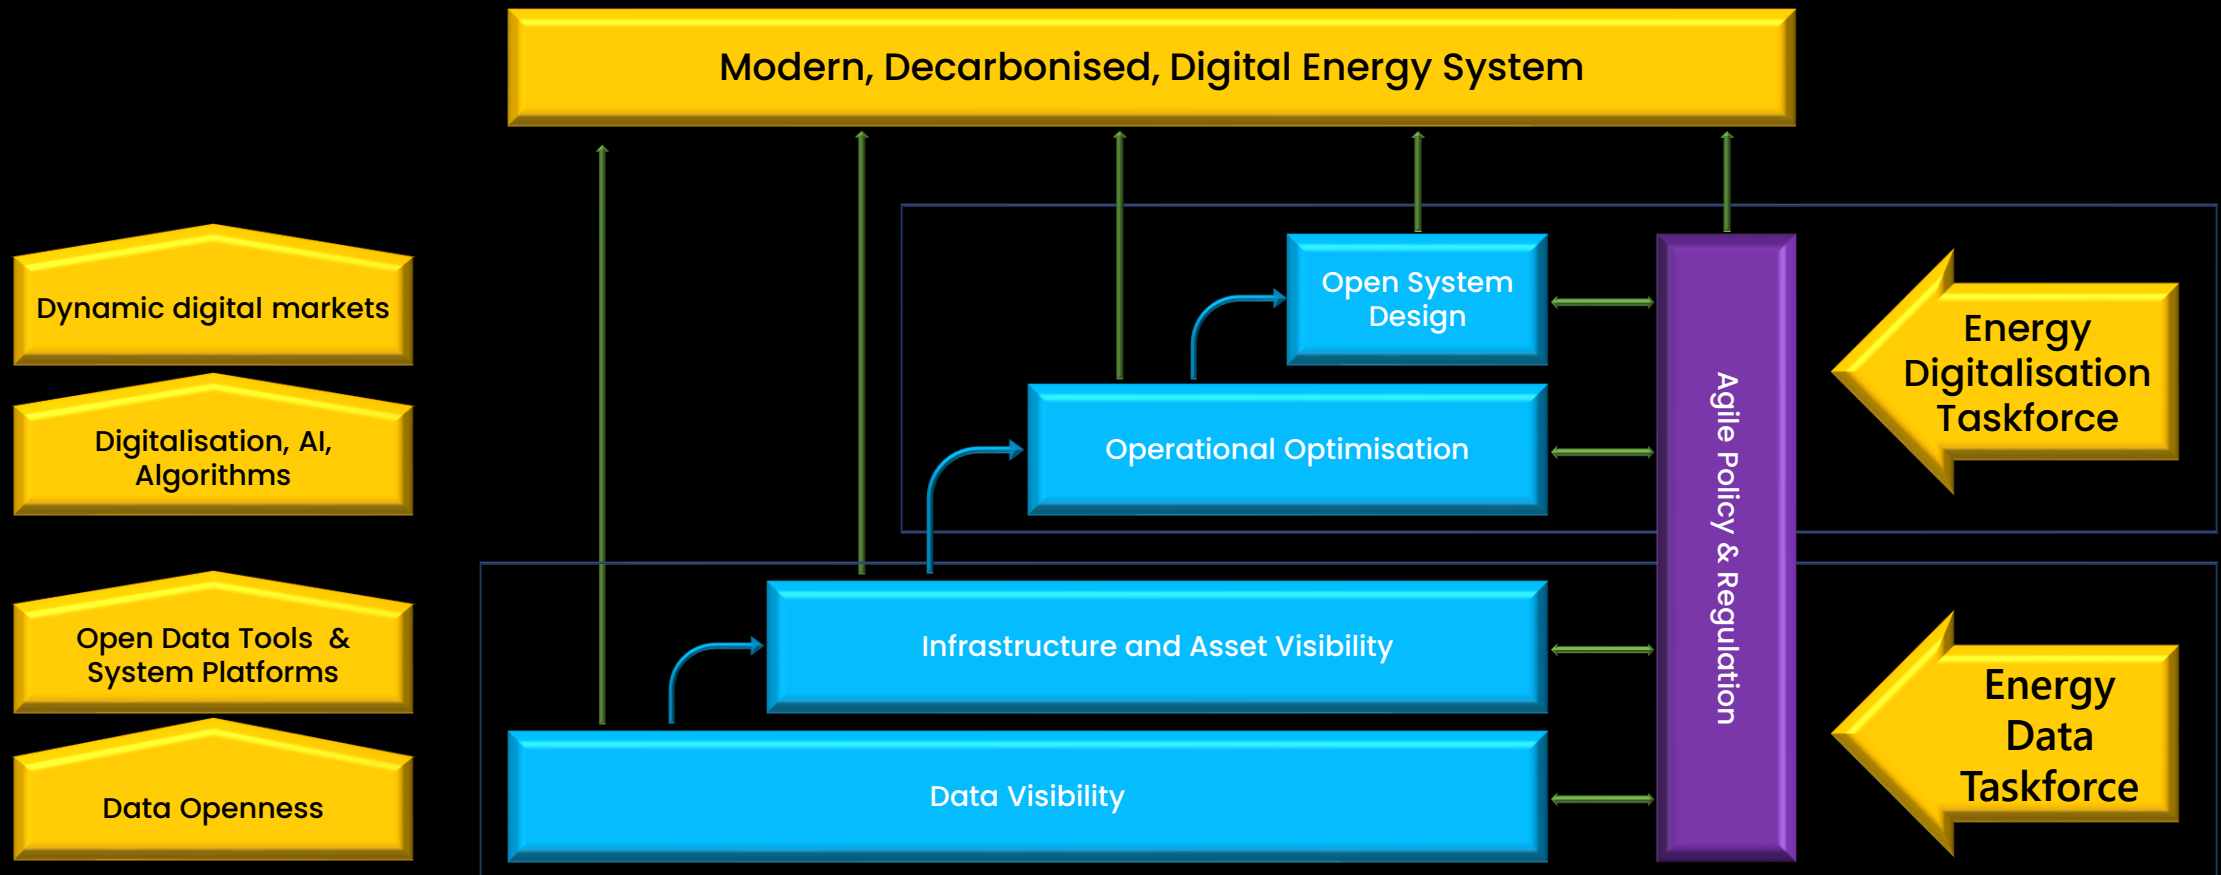 Modern, Decarbonised, Digital Energy System
Dynamic digital markets
Digitalisation, AI,
Algorithms
Open Data Tools &
System Platforms
Data Openness
Open System
Design
Operational Optimisation
Infrastructure and Asset Visibility
Data Visibility
Agile Policy & Regulation
Energy
Digitalisation
Taskforce
Energy
Data
Taskforce